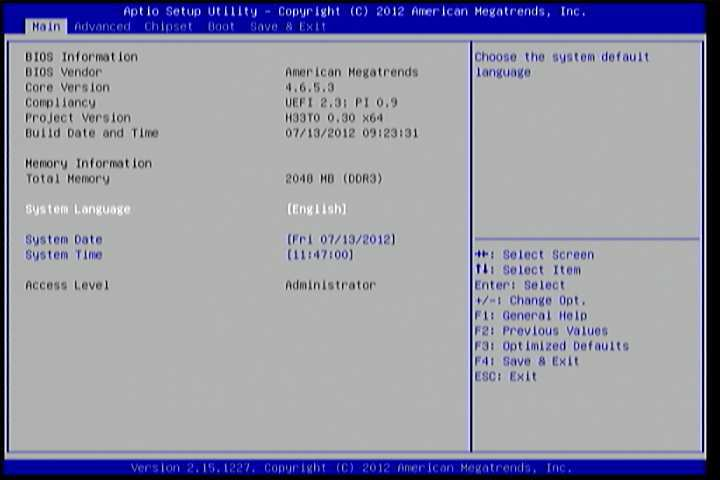 Aptio Setup Utility - Copyright (C) 2012 American Megatrends, Inc.
Main Advanced Chipset Boot Save & Exit
BIOS Information
BIOS Vendor American Megatrends
Core Version 4.6.5.3
Compliancy UEFI 2.3; PI 0.9
Project Version H33T0 0.30 x64
Build Date and Time 07/13/2012 09:23:31
Memory Information
Total Memory 2048 MB (DDR3)
System Language [English]
System Date [Fri 07/13/2012]
System Time [11:47:00]
Access Level Administrator
Choose the system default
language
→←: Select Screen
↑↓: Select Item
Enter: Select
+/-: Change Opt.
F1: General Help
F2: Previous Values
F3: Optimized Defaults
F4: Save & Exit
ESC: Exit
Version 2.15.1227. Copyright (C) 2012 American Megatrends, Inc.